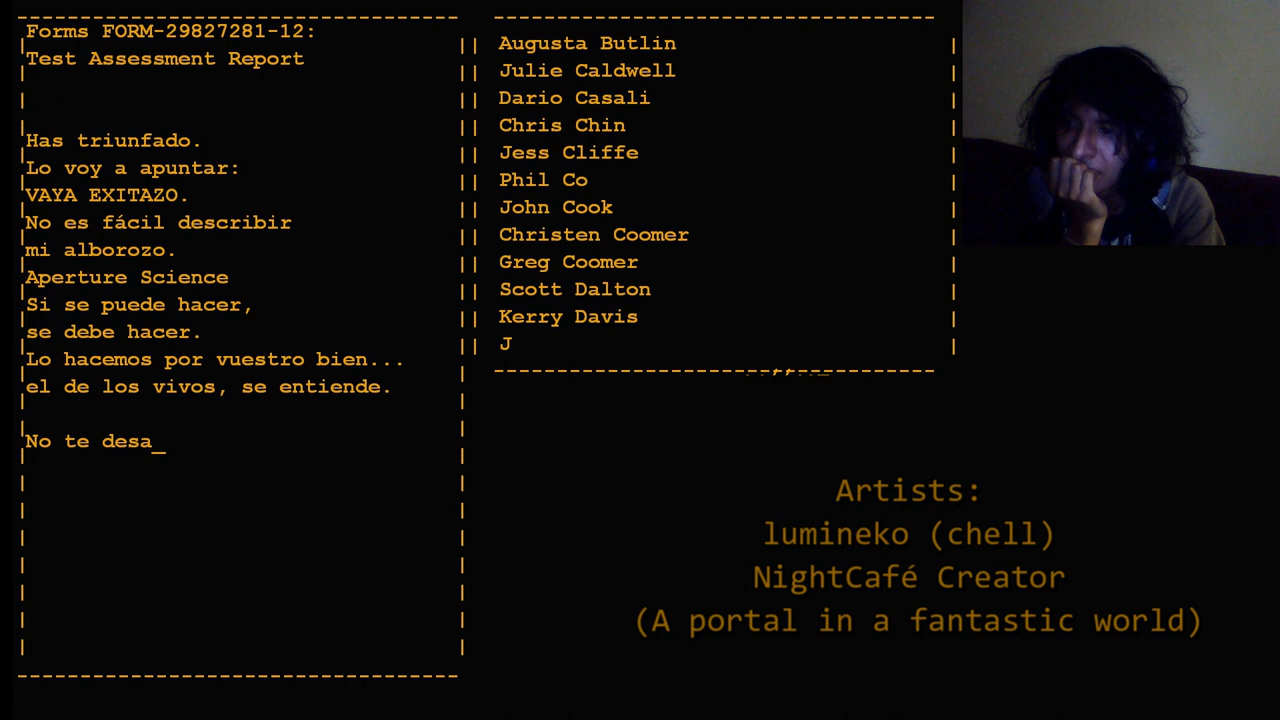 Forms FORM-29827281-12:
Test Assessment Report
Has triunfado.
Lo voy a apuntar:
VAYA EXITAZO.
No es fácil describir
mi alborozo.
Aperture Science
Si se puede hacer,
se debe hacer.
Lo hacemos por vuestro bien...
el de los vivos, se entiende.
No te desa_
Augusta Butlin
Julie Caldwell
Dario Casali
Chris Chin
Jess Cliffe
Phil Co
John Cook
Christen Coomer
Greg Coomer
Scott Dalton
Kerry Davis
J
Artists:
lumineko (chell)
NightCafé Creator
(A portal in a fantastic world)